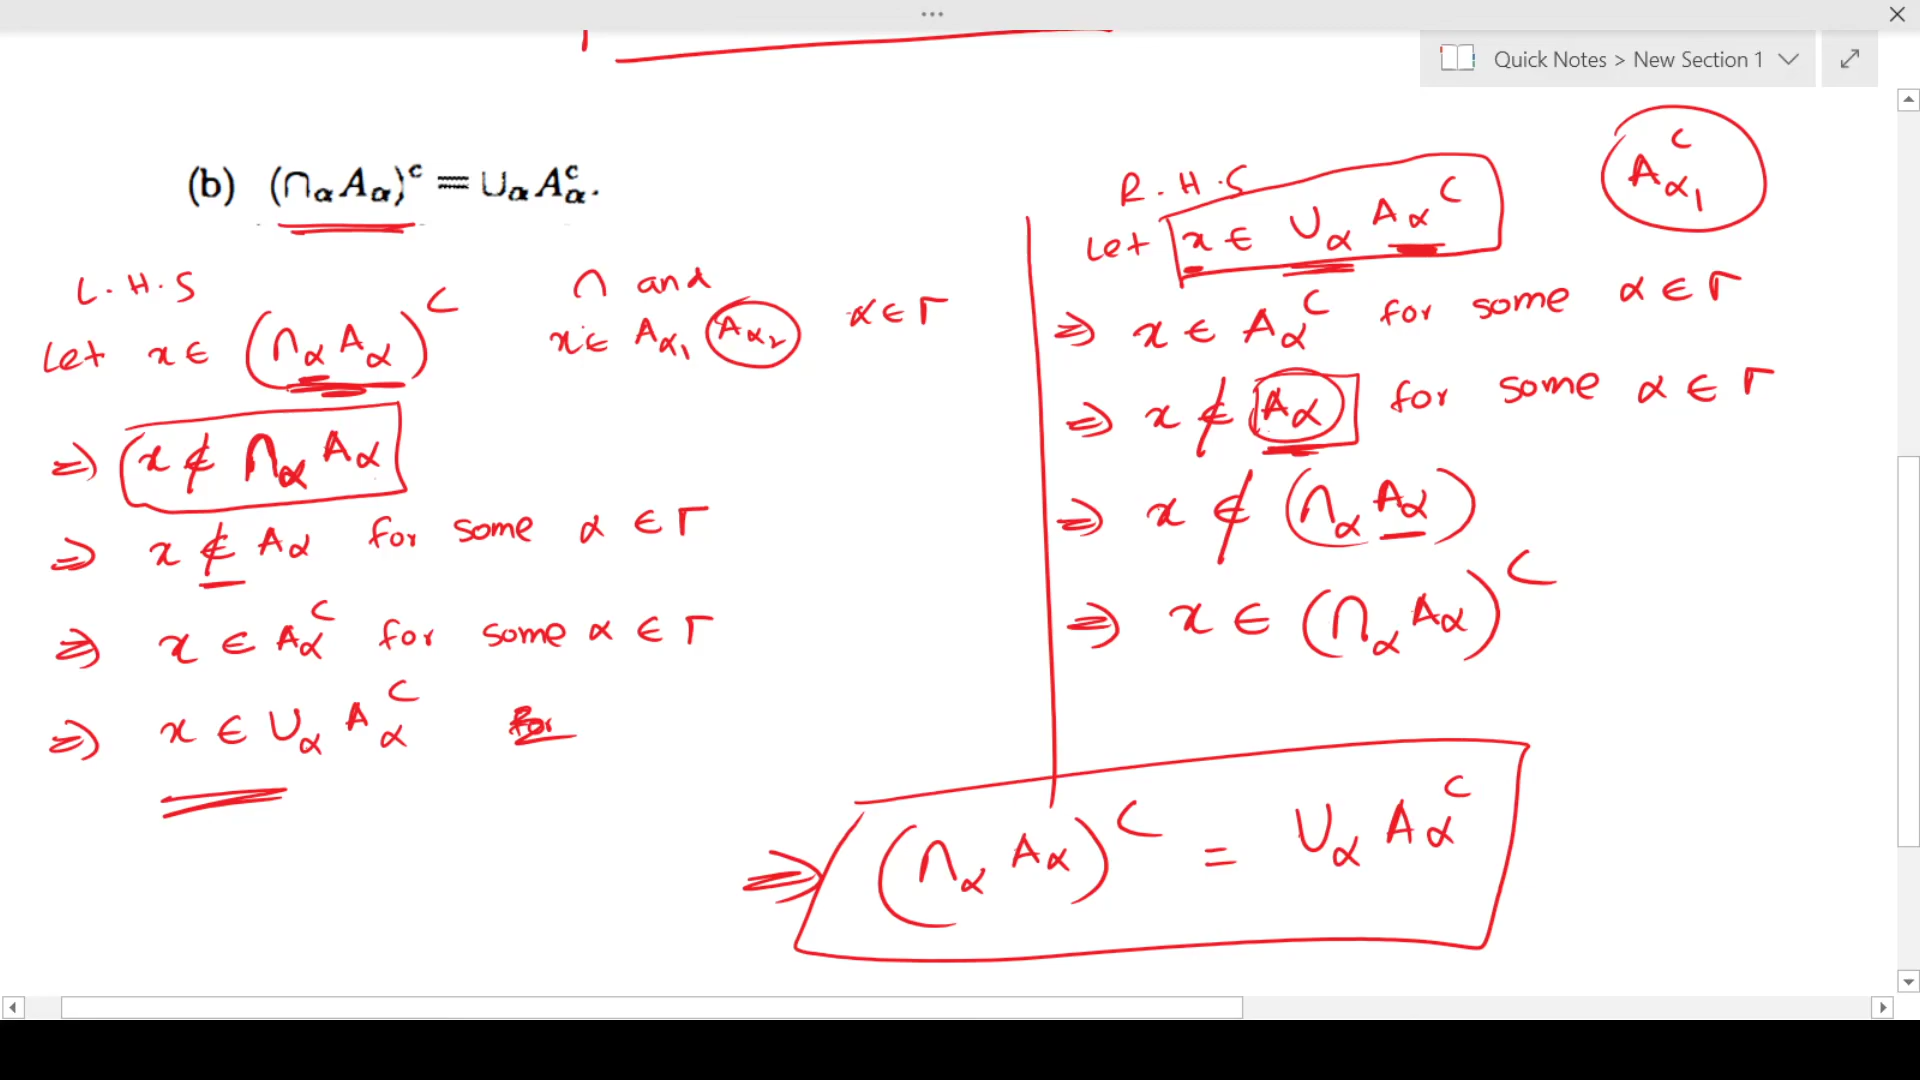 Quick Notes > New Section 1
(b) (∩α Aα)ᶜ = ∪α Aαᶜ.
L.H.S
Let x ∈ (∩α Aα)ᶜ
∩ and
x ∈ Aα₁ Aα₂ α ∈ Γ
⇒ x ∉ ∩α Aα
⇒ x ∉ Aα for some α ∈ Γ
⇒ x ∈ Aαᶜ for some α ∈ Γ
⇒ x ∈ ∪α Aαᶜ for
R.H.S
Let x ∈ ∪α Aαᶜ
Aα₁ᶜ
⇒ x ∈ Aαᶜ for some α ∈ Γ
⇒ x ∉ Aα for some α ∈ Γ
⇒ x ∉ (∩α Aα)
⇒ x ∈ (∩α Aα)ᶜ
⇒ (∩α Aα)ᶜ = ∪α Aαᶜ